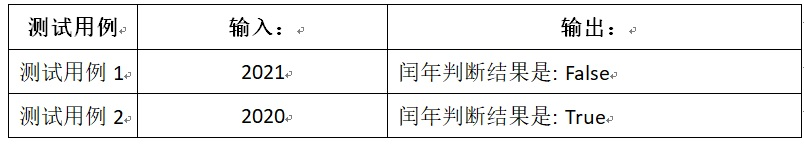 测试用例 输入： 输出：
测试用例 1 2021 闰年判断结果是: False
测试用例 2 2020 闰年判断结果是: True